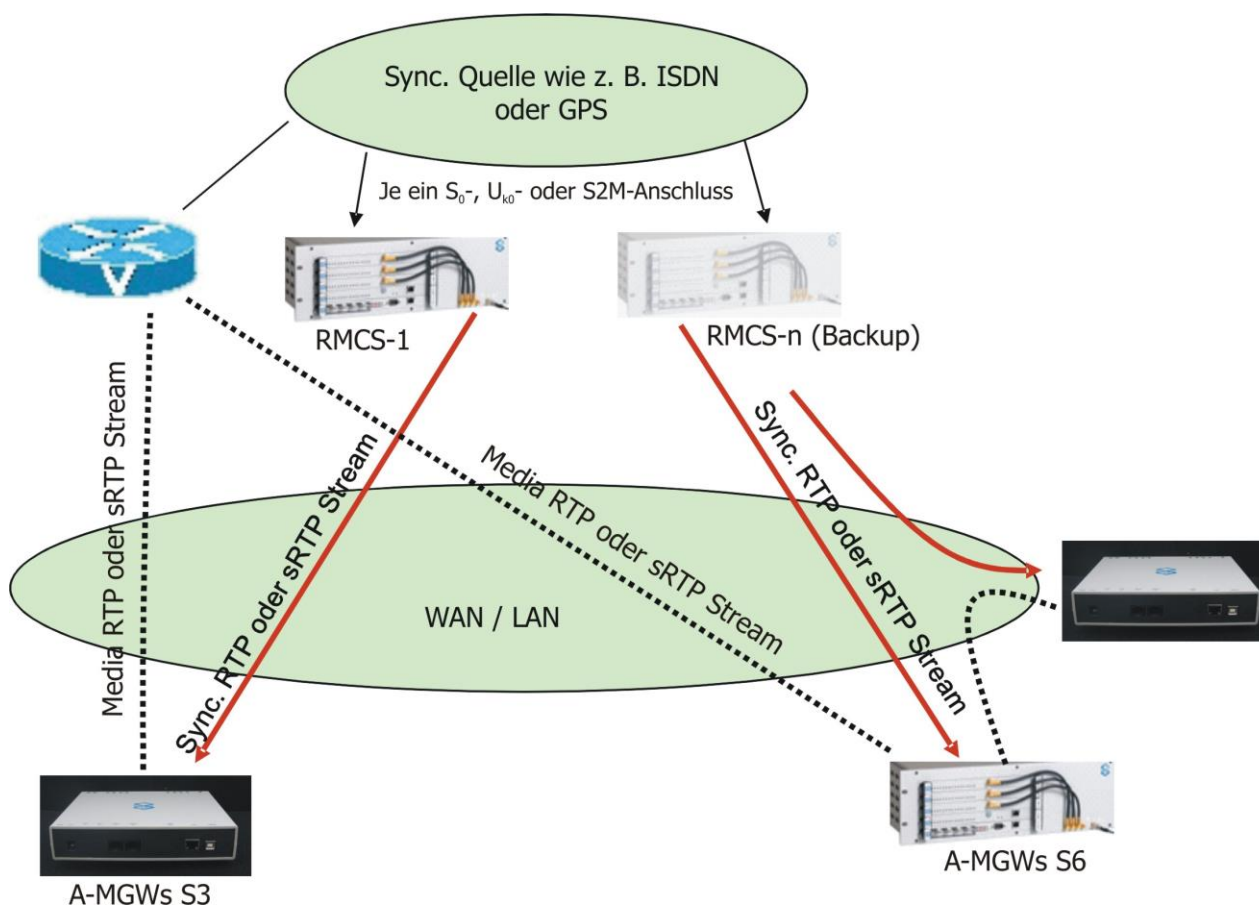 Sync. Quelle wie z. B. ISDN
oder GPS
Je ein S₀-, Uₖ₀- oder S2M-Anschluss
RMCS-1
RMCS-n (Backup)
Media RTP oder sRTP Stream
Sync. RTP oder sRTP Stream
Media RTP oder sRTP Stream
Sync. RTP oder sRTP Stream
WAN / LAN
A-MGWs S3
A-MGWs S6
V